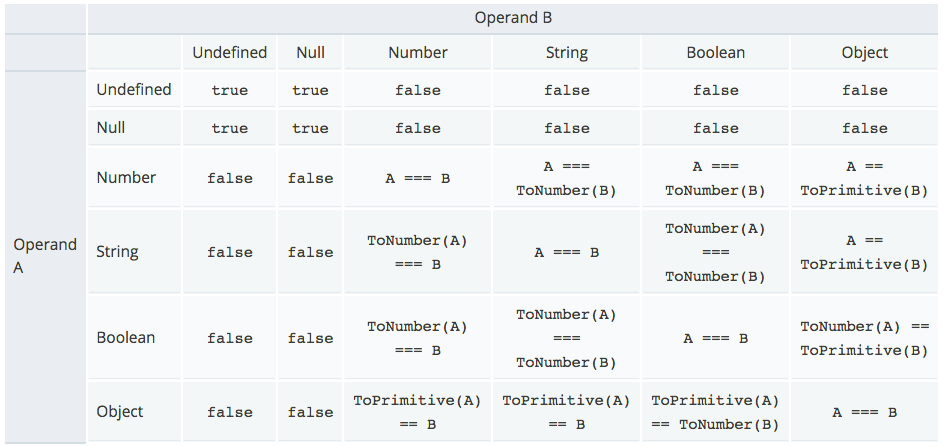 Operand B
Undefined Null Number String Boolean Object
Undefined true true false false false false
Null true true false false false false
Number false false A === B A === ToNumber(B) A === ToNumber(B) A == ToPrimitive(B)
Operand A
String false false ToNumber(A) === B A === B ToNumber(A) === ToNumber(B) A == ToPrimitive(B)
Boolean false false ToNumber(A) === B ToNumber(A) === ToNumber(B) A === B ToNumber(A) == ToPrimitive(B)
Object false false ToPrimitive(A) == B ToPrimitive(A) == B ToPrimitive(A) == ToNumber(B) A === B